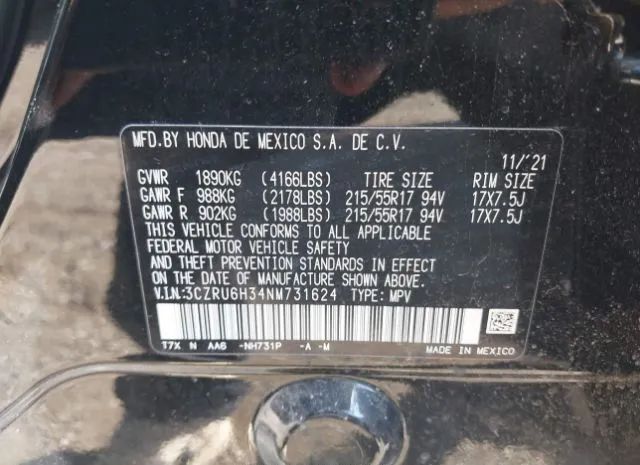 MFD.BY HONDA DE MEXICO S.A. DE C.V.
11/'21
GVWR 1890KG (4166LBS) TIRE SIZE RIM SIZE
GAWR F 988KG (2178LBS) 215/55R17 94V 17X7.5J
GAWR R 902KG (1988LBS) 215/55R17 94V 17X7.5J
THIS VEHICLE CONFORMS TO ALL APPLICABLE
FEDERAL MOTOR VEHICLE SAFETY
AND THEFT PREVENTION STANDARDS IN EFFECT
ON THE DATE OF MANUFACTURE SHOWN ABOVE.
V.I.N:3CZRU6H34NM731624 TYPE: MPV
T7X N AA6 -NH731P -A -M MADE IN MEXICO